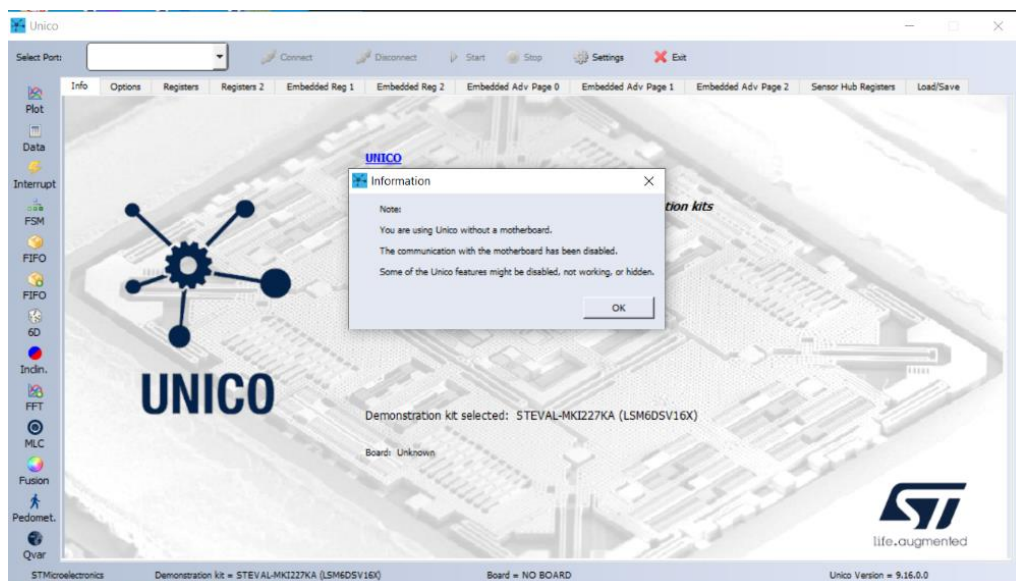 Unico
Select Port:
Connect
Disconnect
Start
Stop
Settings
Exit
Info
Options
Registers
Registers 2
Embedded Reg 1
Embedded Reg 2
Embedded Adv Page 0
Embedded Adv Page 1
Embedded Adv Page 2
Sensor Hub Registers
Load/Save
Plot
Data
Interrupt
FSM
FIFO
FIFO
6D
Inclin.
FFT
MLC
Fusion
Pedomet.
Qvar
UNICO
tion kits
Information
Note:
You are using Unico without a motherboard.
The communication with the motherboard has been disabled.
Some of the Unico features might be disabled, not working, or hidden.
OK
UNICO
Demonstration kit selected: STEVAL-MKI227KA (LSM6DSV16X)
Board: Unknown
ST
life.augmented
STMicroelectronics
Demonstration kit = STEVAL-MKI227KA (LSM6DSV16X)
Board = NO BOARD
Unico Version = 9.16.0.0